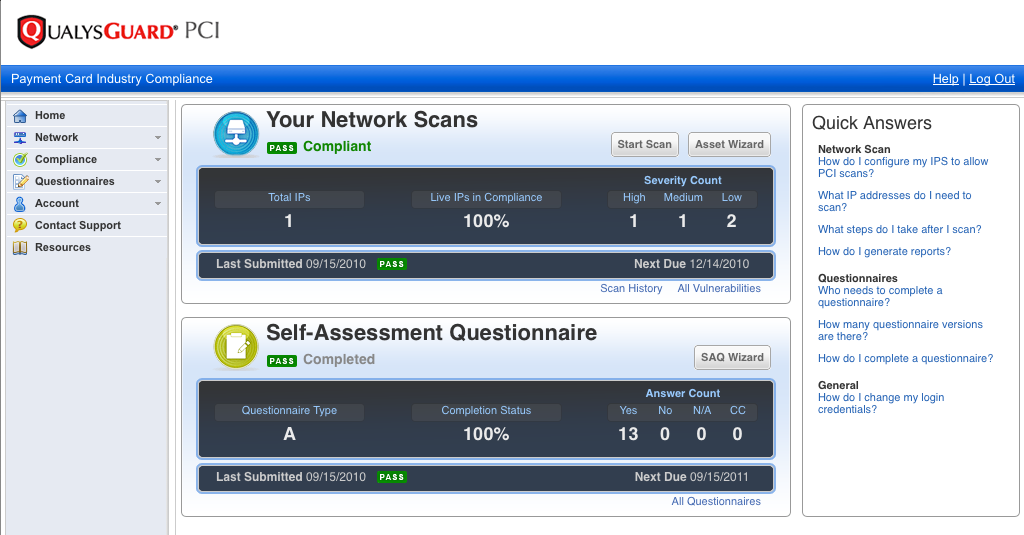 QUALYSGUARD® PCI
Payment Card Industry Compliance
Help | Log Out
Home
Network
Compliance
Questionnaires
Account
Contact Support
Resources
Your Network Scans
PASS Compliant
Start Scan
Asset Wizard
Severity Count
Total IPs
Live IPs in Compliance
High Medium Low
1
100%
1 1 2
Last Submitted 09/15/2010 PASS
Next Due 12/14/2010
Scan History
All Vulnerabilities
Self-Assessment Questionnaire
PASS Completed
SAQ Wizard
Answer Count
Questionnaire Type
Completion Status
Yes No N/A CC
A
100%
13 0 0 0
Last Submitted 09/15/2010 PASS
Next Due 09/15/2011
All Questionnaires
Quick Answers
Network Scan
How do I configure my IPS to allow
PCI scans?
What IP addresses do I need to
scan?
What steps do I take after I scan?
How do I generate reports?
Questionnaires
Who needs to complete a
questionnaire?
How many questionnaire versions
are there?
How do I complete a questionnaire?
General
How do I change my login
credentials?